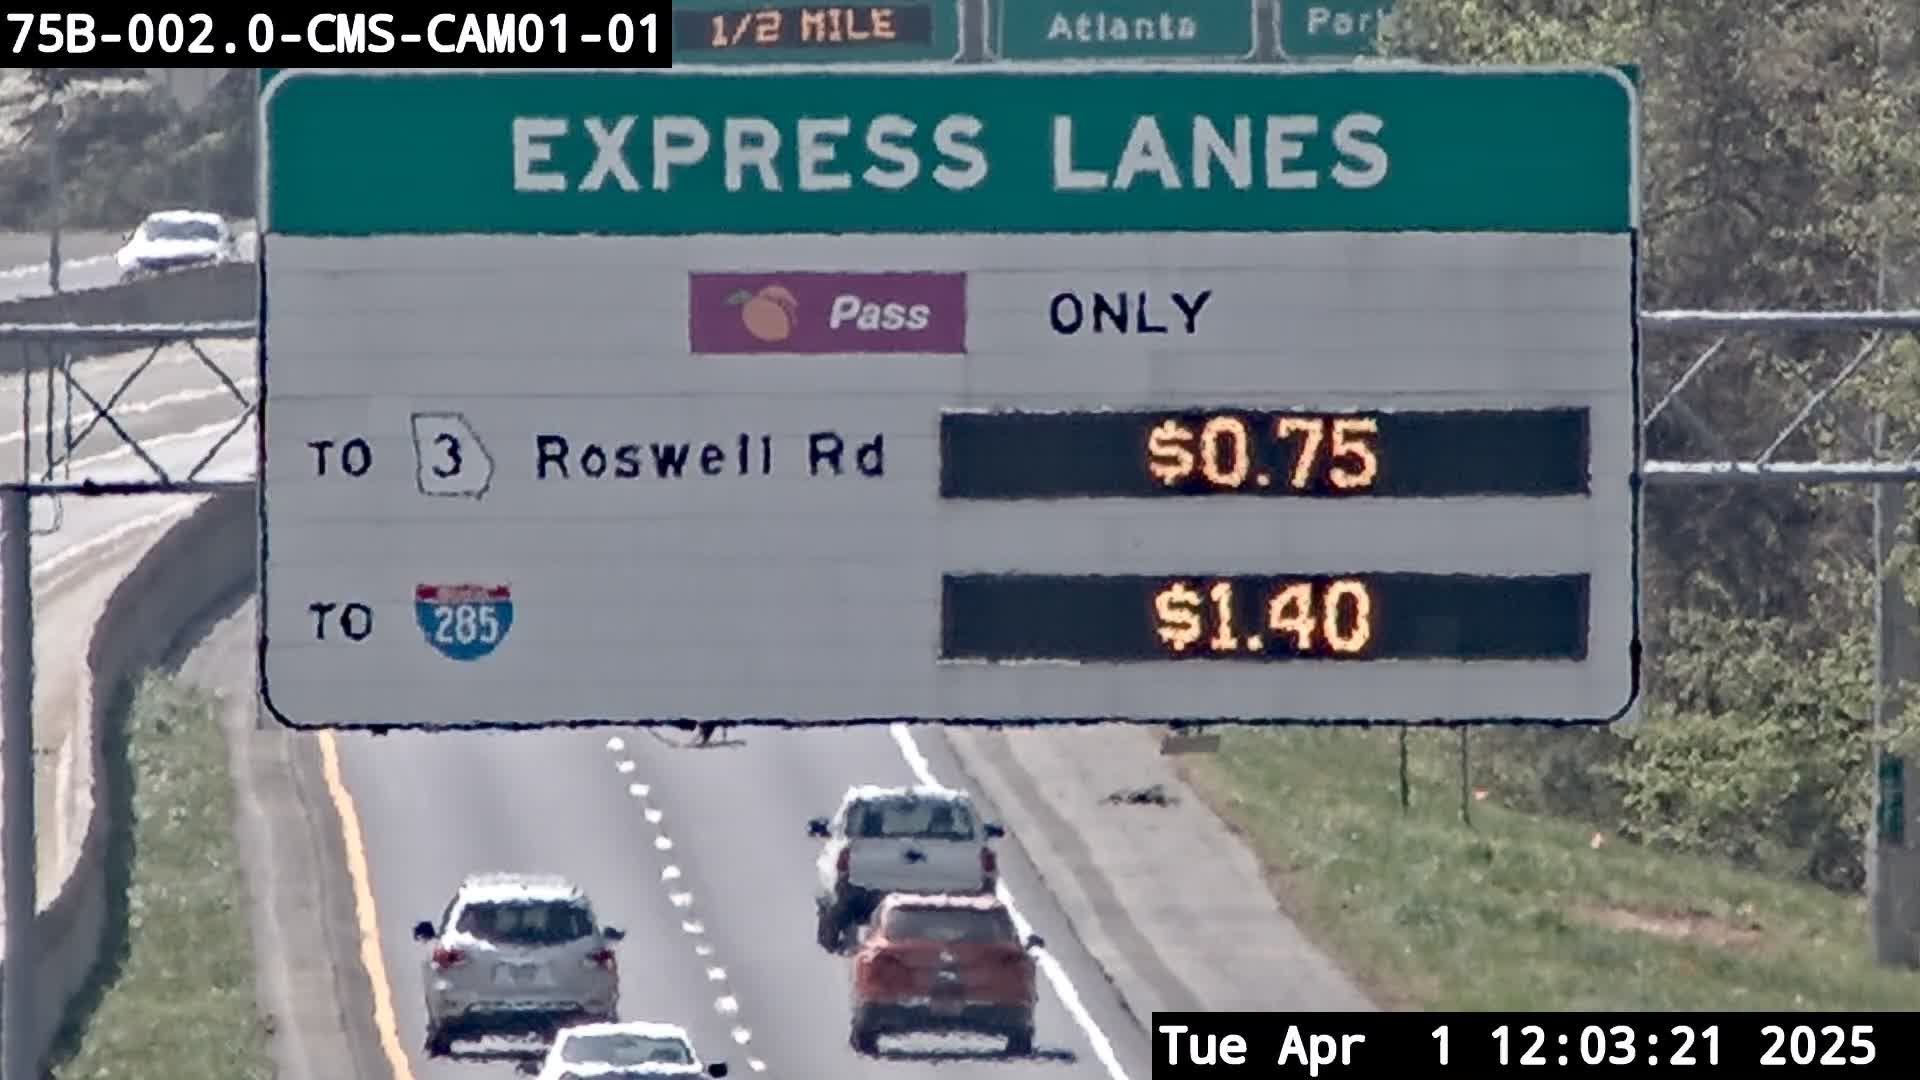 75B-002.0-CMS-CAM01-01
1/2 MILE
Atlanta
EXPRESS LANES
Pass ONLY
TO 3 Roswell Rd $0.75
TO 285 $1.40
Tue Apr 1 12:03:21 2025